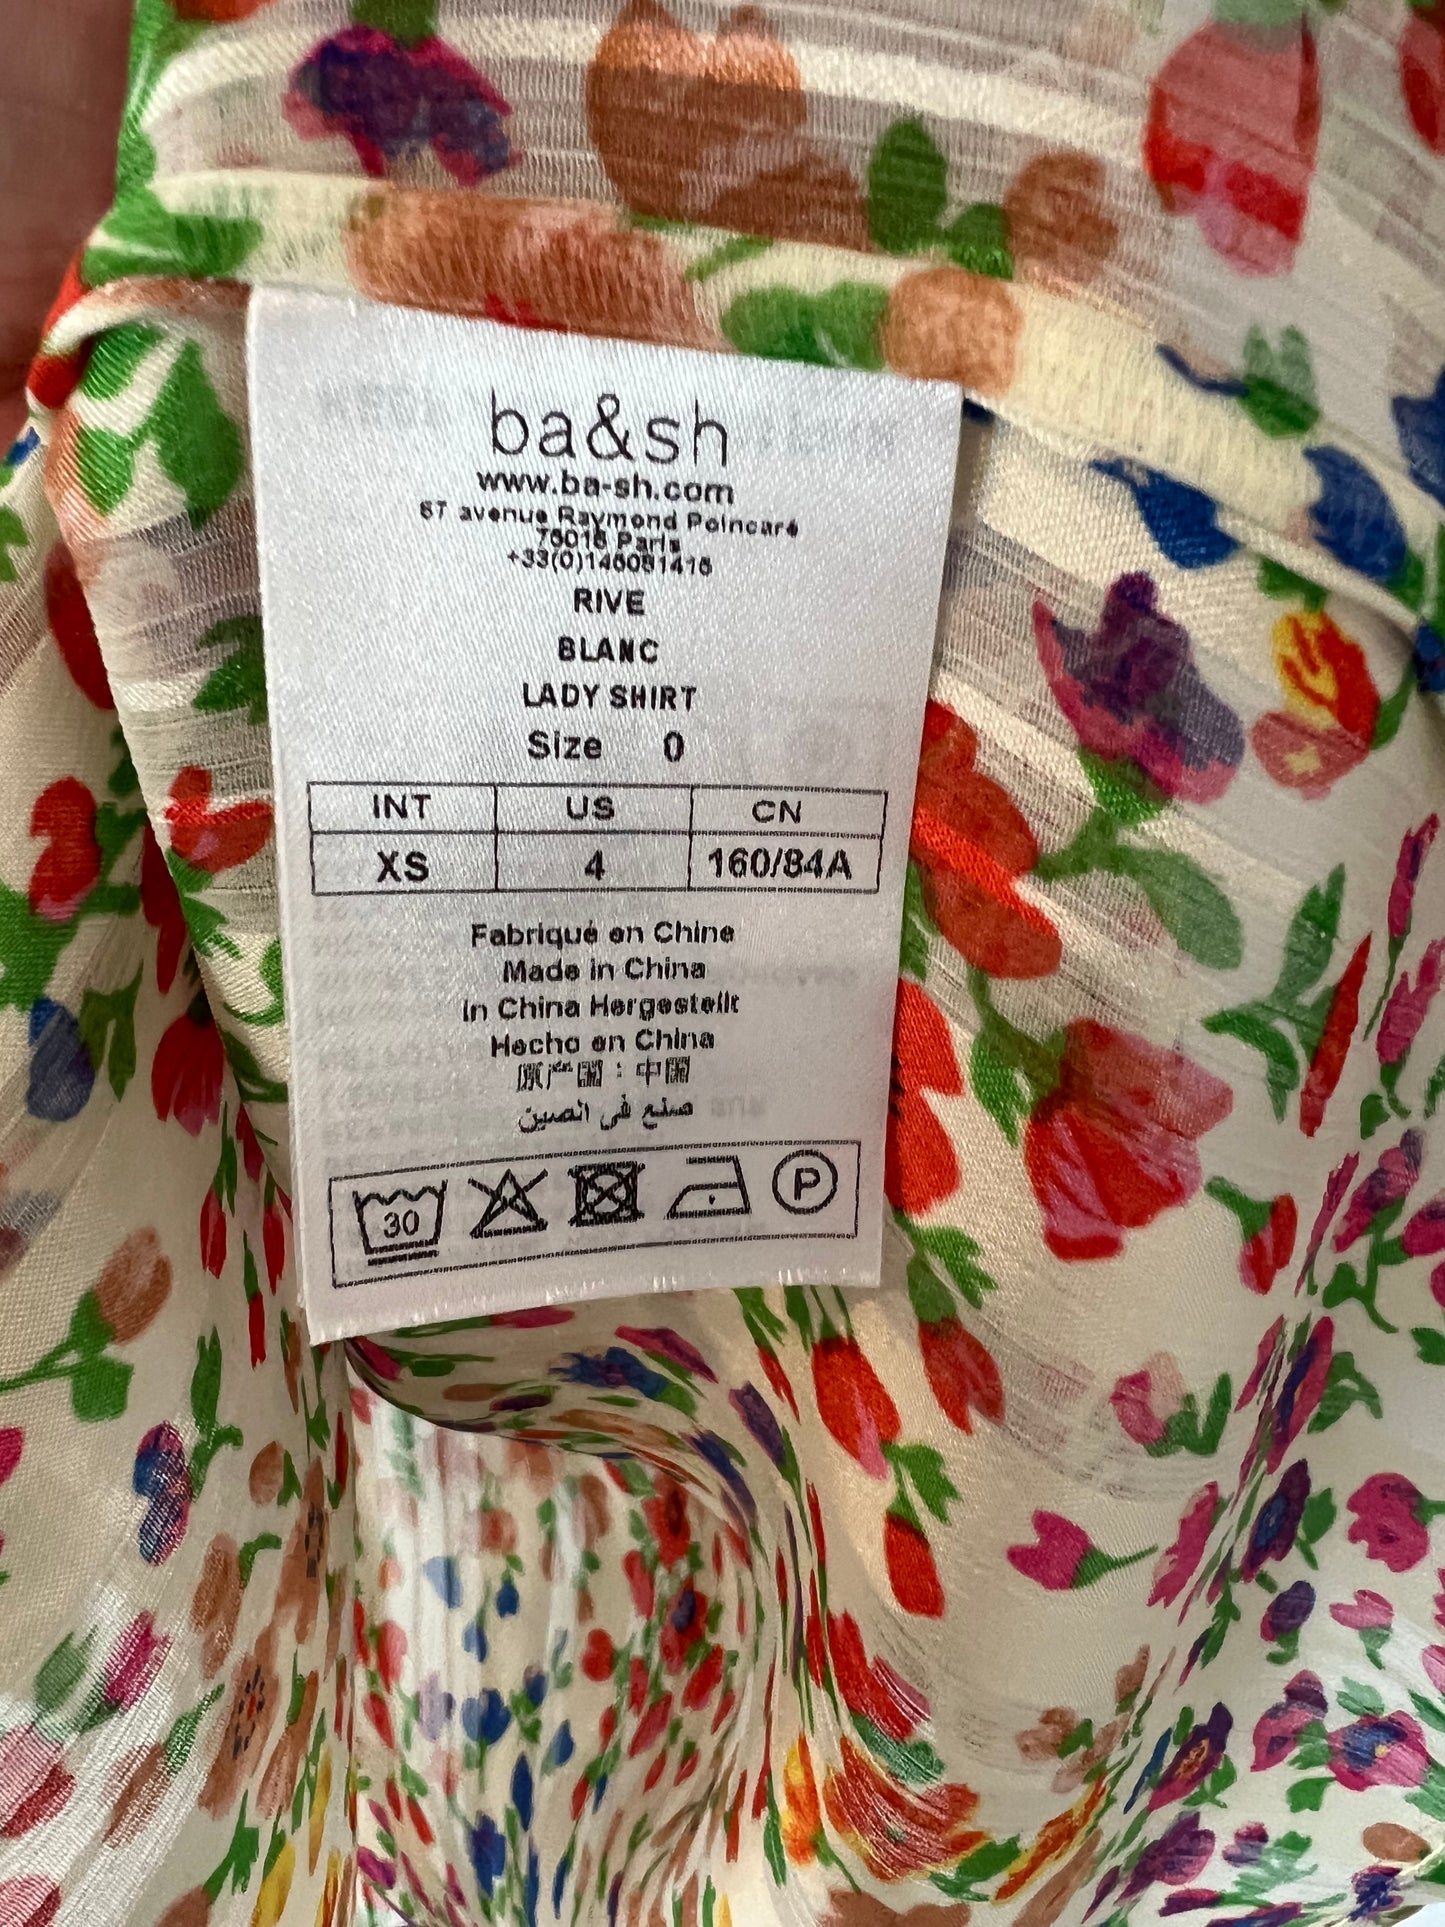 ba&sh
www.ba-sh.com
67 avenue Raymond Poincaré
75016 Paris
+33(0)146081416
RIVE
BLANC
LADY SHIRT
Size 0
INT US CN
XS 4 160/84A
Fabriqué en Chine
Made in China
In China Hergestellt
Hecho en China
原产国：中国
صنع في الصين
30
P